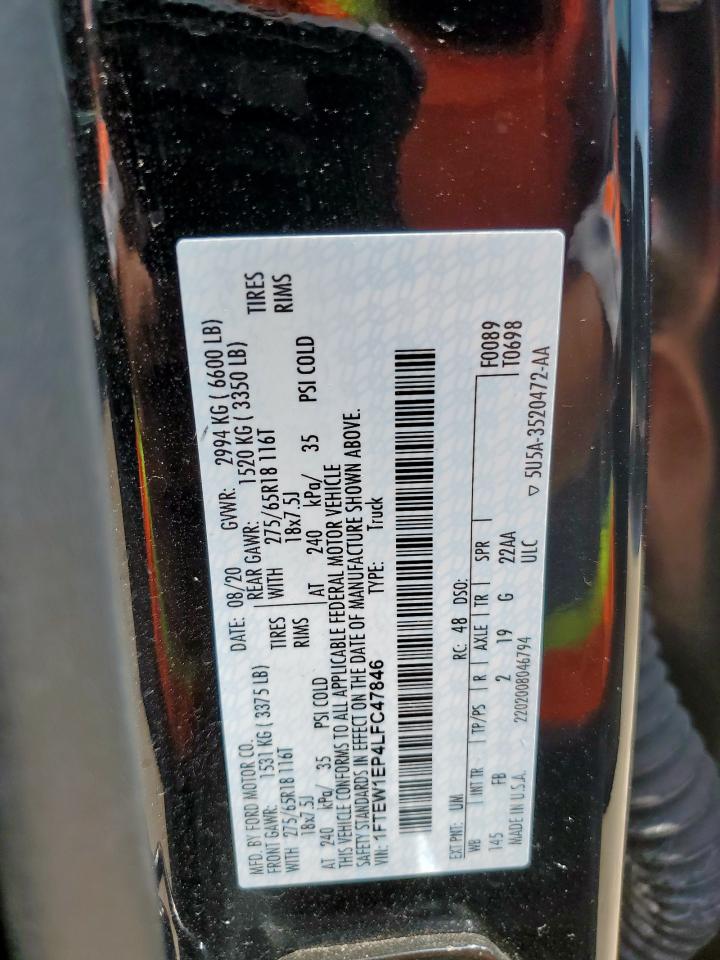 MFD. BY FORD MOTOR CO.
DATE: 08/20 GVWR: 2994 KG ( 6600 LB)
FRONT GAWR: 1531 KG ( 3375 LB) REAR GAWR: 1520 KG ( 3350 LB)
WITH 275/65R18 116T TIRES WITH 275/65R18 116T TIRES
18x7.5J RIMS 18x7.5J RIMS
AT 240 kPa/ 35 PSI COLD AT 240 kPa/ 35 PSI COLD
THIS VEHICLE CONFORMS TO ALL APPLICABLE FEDERAL MOTOR VEHICLE
SAFETY STANDARDS IN EFFECT ON THE DATE OF MANUFACTURE SHOWN ABOVE.
VIN: 1FTEW1EP4LFC47846 TYPE: Truck
EXT PNT: UM RC: 48 DSO: F0089
WB INT TR TP/PS R AXLE TR SPR T0698
145 FB 2 19 G 22AA
MADE IN U.S.A. 2202008046794 ULC ▽ 5U5A-3520472-AA